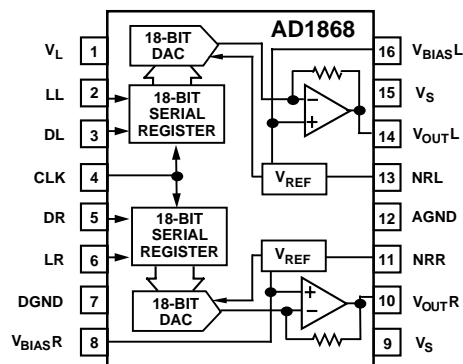 AD1868
V_L 1
LL 2
DL 3
CLK 4
DR 5
LR 6
DGND 7
V_BIAS R 8
18-BIT
DAC
18-BIT
SERIAL
REGISTER
18-BIT
SERIAL
REGISTER
18-BIT
DAC
−
+
V_REF
V_REF
+
−
16 V_BIAS L
15 V_S
14 V_OUT L
13 NRL
12 AGND
11 NRR
10 V_OUT R
9 V_S